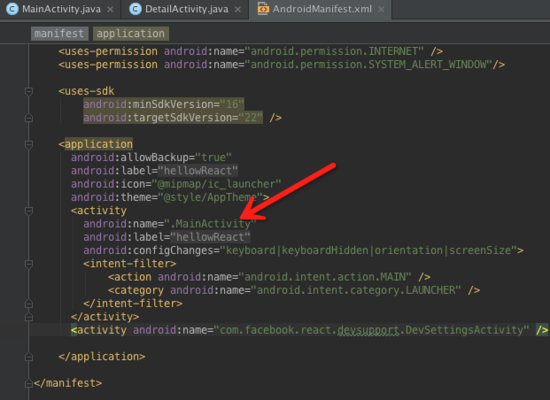 MainActivity.java DetailActivity.java AndroidManifest.xml
manifest application
<uses-permission android:name="android.permission.INTERNET" />
<uses-permission android:name="android.permission.SYSTEM_ALERT_WINDOW"/>
<uses-sdk
android:minSdkVersion="16"
android:targetSdkVersion="22" />
<application
android:allowBackup="true"
android:label="hellowReact"
android:icon="@mipmap/ic_launcher"
android:theme="@style/AppTheme">
<activity
android:name=".MainActivity"
android:label="hellowReact"
android:configChanges="keyboard|keyboardHidden|orientation|screenSize">
<intent-filter>
<action android:name="android.intent.action.MAIN" />
<category android:name="android.intent.category.LAUNCHER" />
</intent-filter>
</activity>
<activity android:name="com.facebook.react.devsupport.DevSettingsActivity" />
</application>
</manifest>